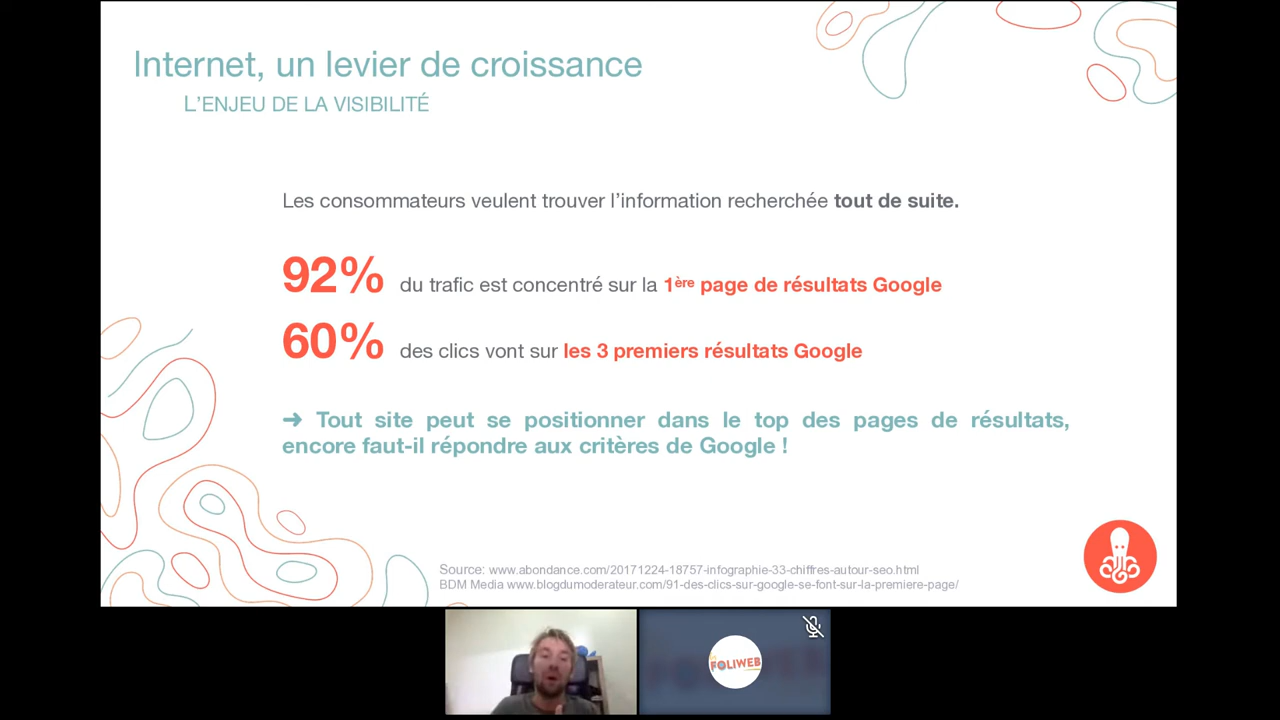 Internet, un levier de croissance
L'ENJEU DE LA VISIBILITÉ
Les consommateurs veulent trouver l'information recherchée tout de suite.
92% du trafic est concentré sur la 1ère page de résultats Google
60% des clics vont sur les 3 premiers résultats Google
➜ Tout site peut se positionner dans le top des pages de résultats,
encore faut-il répondre aux critères de Google !
Source: www.abondance.com/20171224-18757-infographie-33-chiffres-autour-seo.html
BDM Media www.blogdumoderateur.com/91-des-clics-sur-google-se-font-sur-la-premiere-page/
FOLIWEB